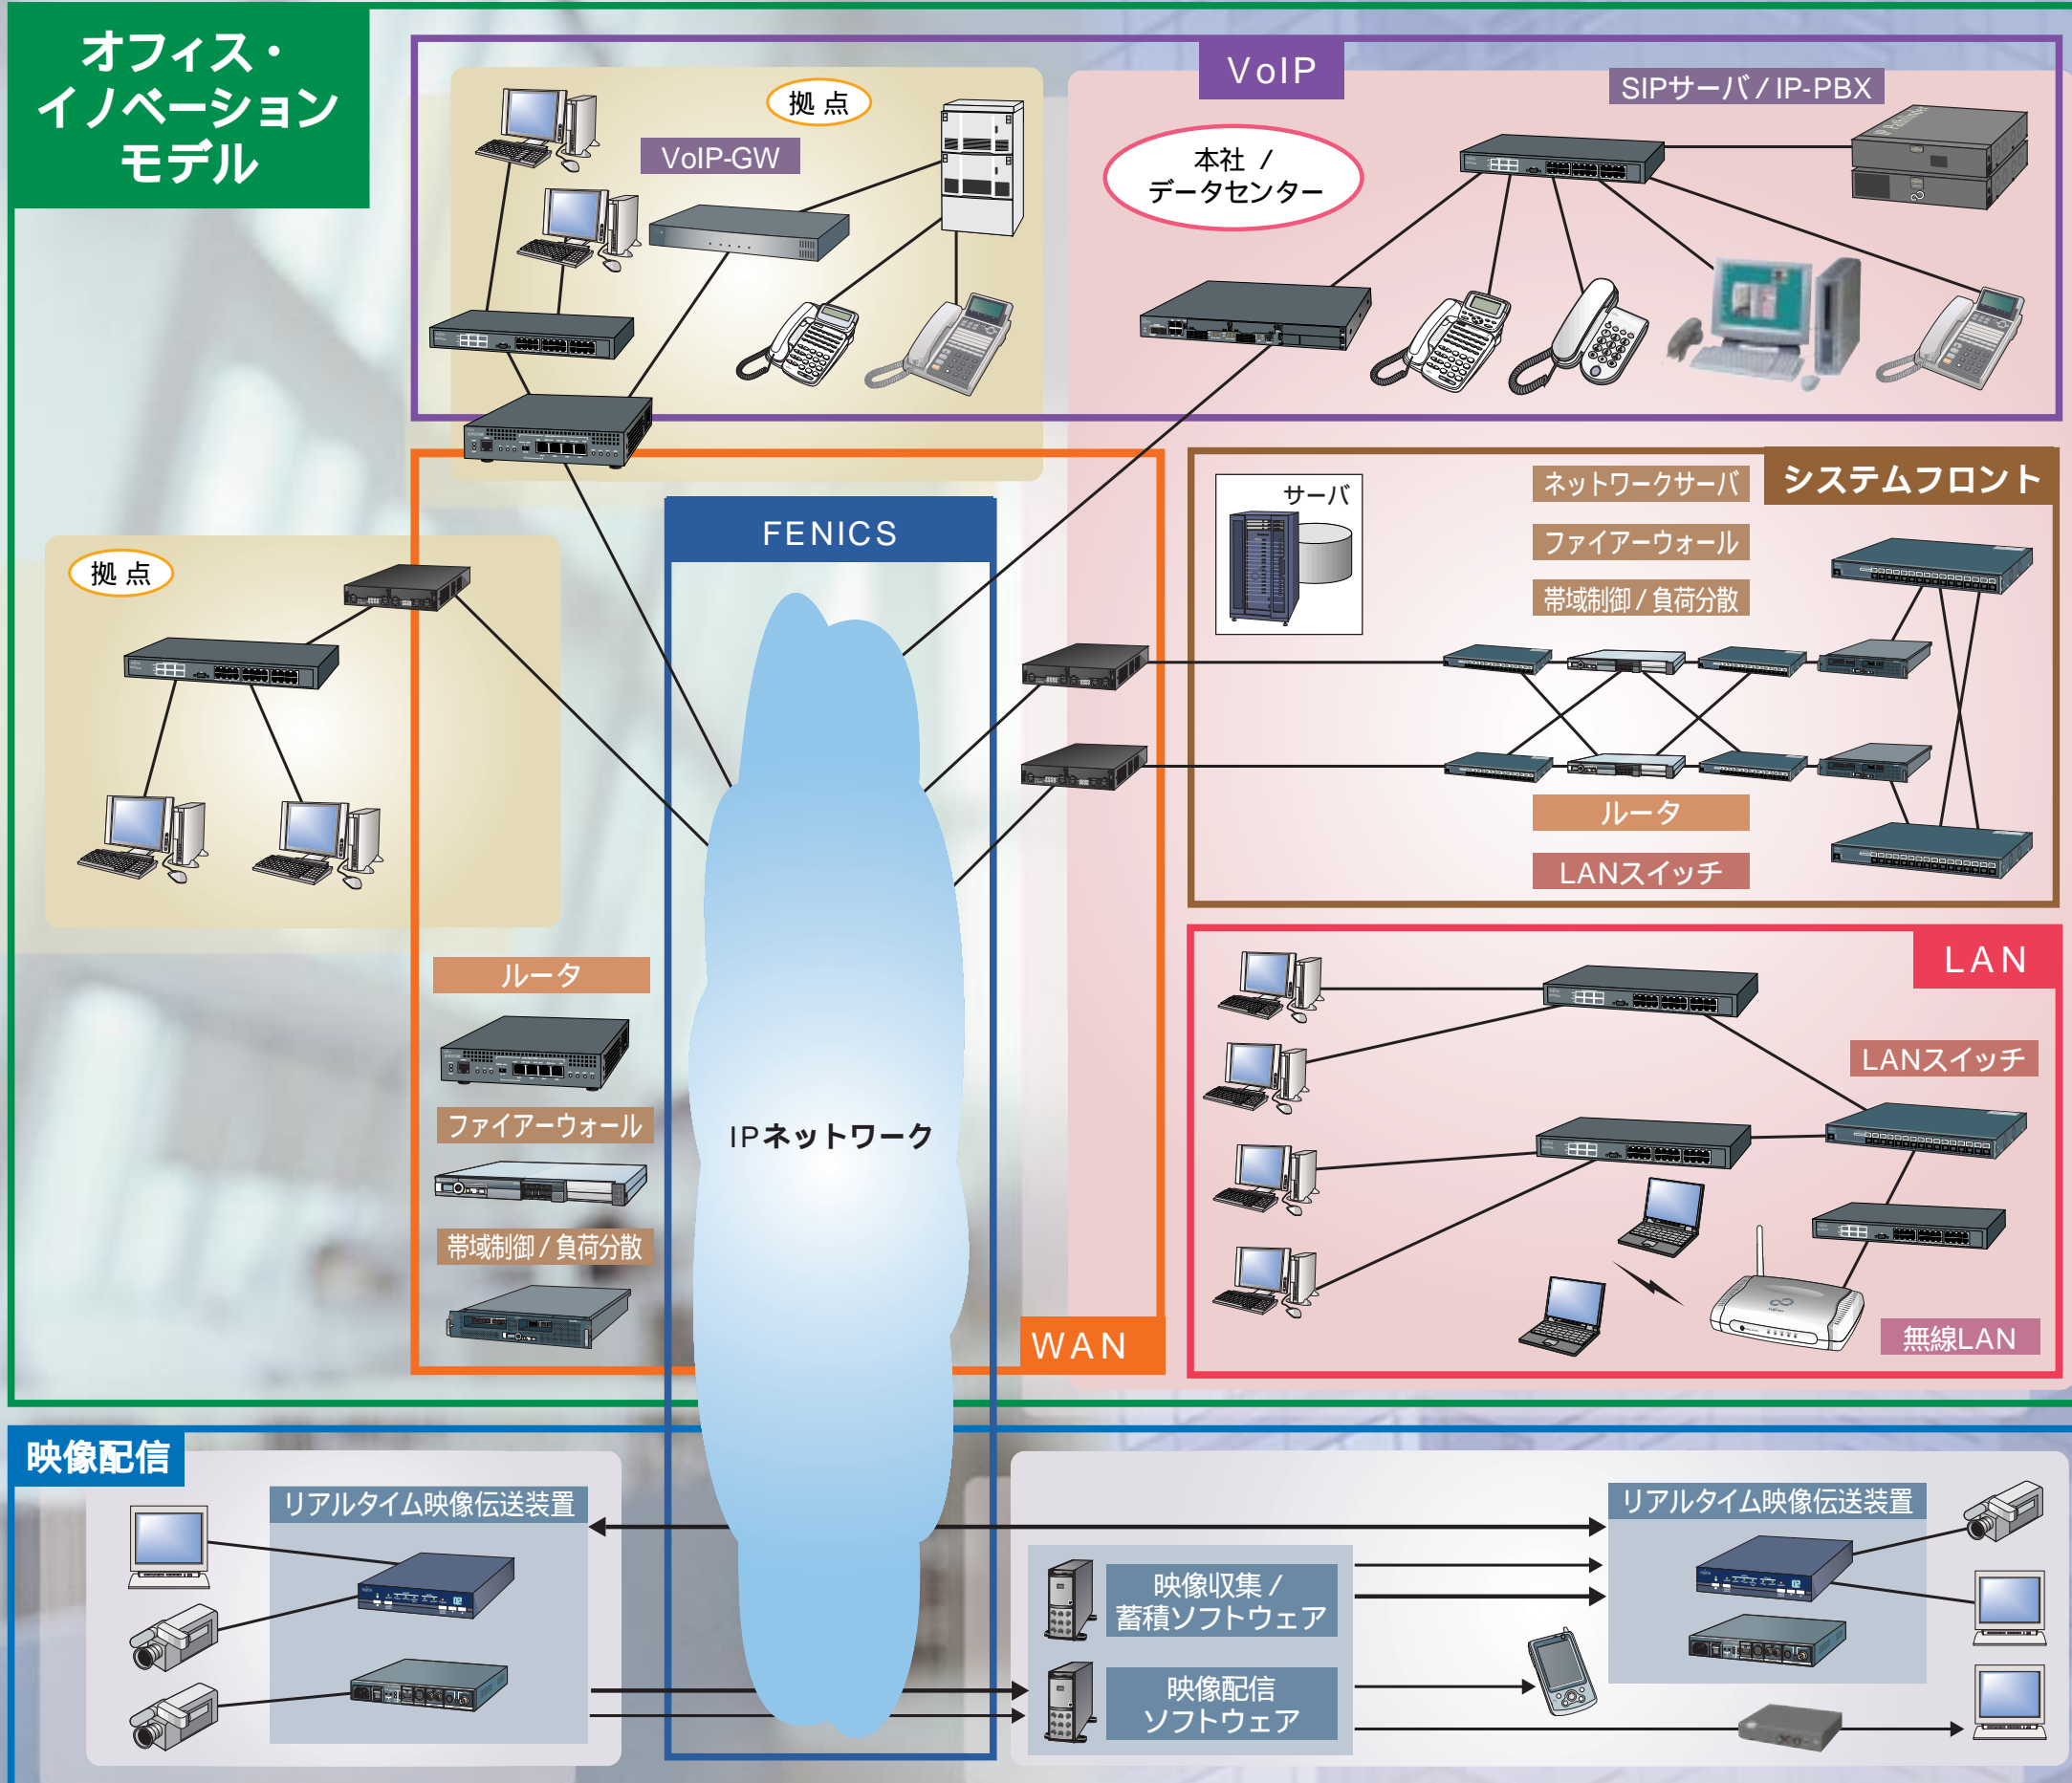 オフィス・
イノベーション
モデル
VoIP
拠 点
VoIP-GW
SIPサーバ / IP-PBX
本社 /
データセンター
システムフロント
サーバ
ネットワークサーバ
ファイアーウォール
帯域制御 / 負荷分散
ルータ
LANスイッチ
FENICS
拠 点
ルータ
ファイアーウォール
帯域制御 / 負荷分散
IPネットワーク
WAN
LAN
LANスイッチ
無線LAN
映像配信
リアルタイム映像伝送装置
映像収集 /
蓄積ソフトウェア
映像配信
ソフトウェア
リアルタイム映像伝送装置